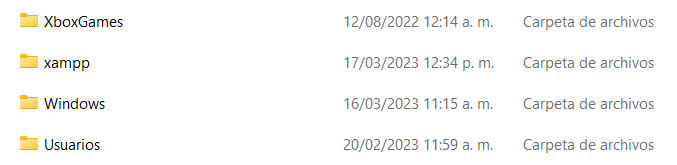 XboxGames 12/08/2022 12:14 a. m. Carpeta de archivos
xampp 17/03/2023 12:34 p. m. Carpeta de archivos
Windows 16/03/2023 11:15 a. m. Carpeta de archivos
Usuarios 20/02/2023 11:59 a. m. Carpeta de archivos